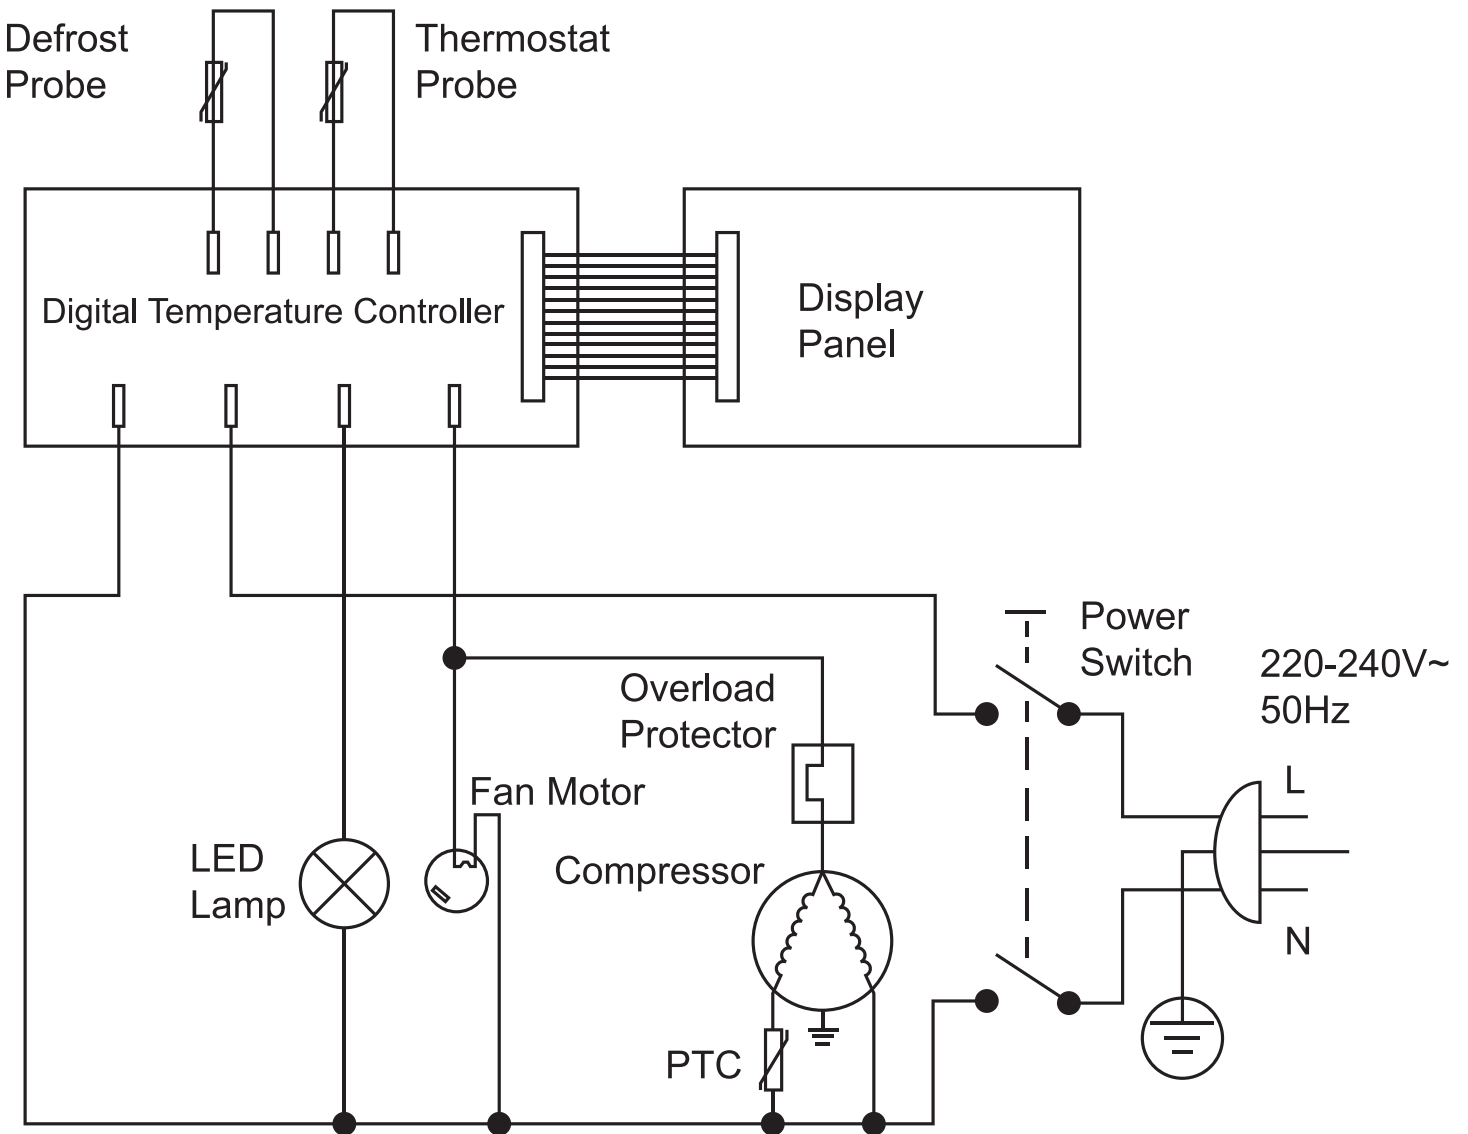 Defrost
Probe
Thermostat
Probe
Digital Temperature Controller
Display
Panel
Power
Switch
220-240V~
50Hz
Overload
Protector
L
Fan Motor
LED
Lamp
Compressor
N
PTC